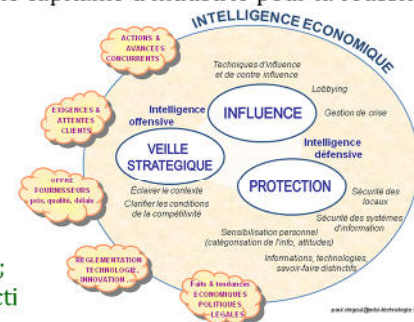 INTELLIGENCE ECONOMIQUE
ACTIONS &
AVANCEES
CONCURRENTS
Techniques d'influence
et de contre influence
Lobbying
EXIGENCES &
ATTENTES
CLIENTS
Intelligence
offensive
INFLUENCE
Gestion de crise
VEILLE
STRATEGIQUE
Intelligence
défensive
OFFRE
FOURNISSEURS
prix, qualité, délais
PROTECTION
Éclairer le contexte
Clarifier les conditions
de la compétitivité
Sécurité des
locaux
Sécurité des systèmes
d'information
Sensibilisation personnel
(catégorisation de l'info, attitudes)
REGLEMENTATION
TECHNOLOGIE,
INNOVATION
Informations, technologies,
savoir-faire distinctifs
Faits & tendances
ECONOMIQUES
POLITIQUES
LEGALES
;
cti